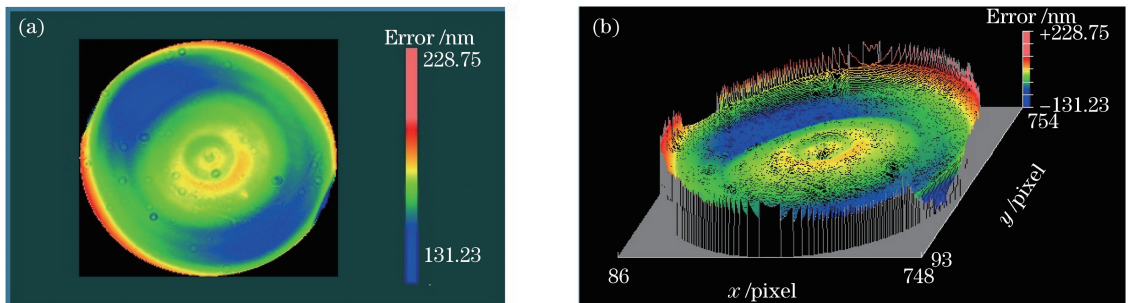 (a)
Error /nm
228.75
131.23
(b)
Error /nm
+228.75
−131.23
754
y /pixel
93
86
748
x /pixel